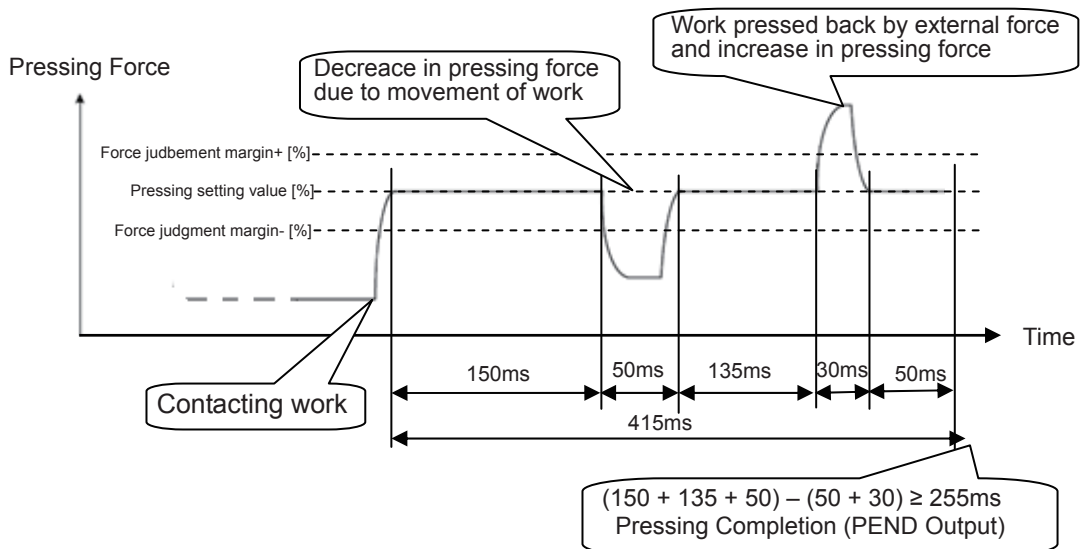 Work pressed back by external force
and increase in pressing force
Pressing Force
Decreace in pressing force
due to movement of work
Force judbement margin+ [%]
Pressing setting value [%]
Force judgment margin- [%]
Time
150ms
50ms
135ms
30ms
50ms
Contacting work
415ms
(150 + 135 + 50) – (50 + 30) ≥ 255ms
Pressing Completion (PEND Output)